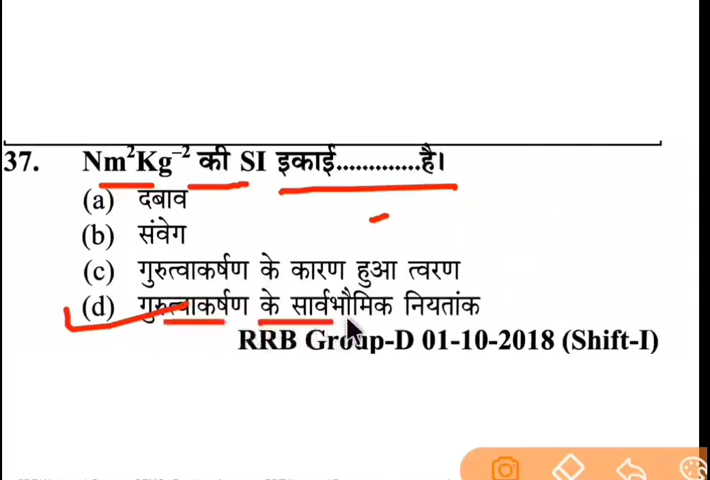 37. Nm²Kg⁻² की SI इकाई.............है।
(a) दबाव
(b) संवेग
(c) गुरुत्वाकर्षण के कारण हुआ त्वरण
(d) गुरुत्वाकर्षण के सार्वभौमिक नियतांक
RRB Group-D 01-10-2018 (Shift-I)